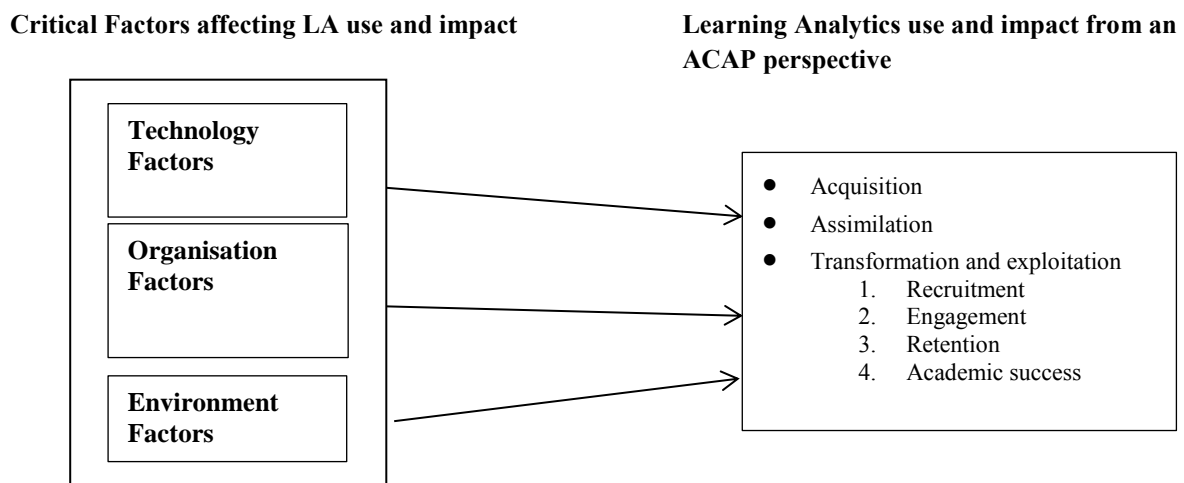 Critical Factors affecting LA use and impact
Learning Analytics use and impact from an
ACAP perspective
Technology
Factors
Organisation
Factors
Environment
Factors
● Acquisition
● Assimilation
● Transformation and exploitation
1. Recruitment
2. Engagement
3. Retention
4. Academic success